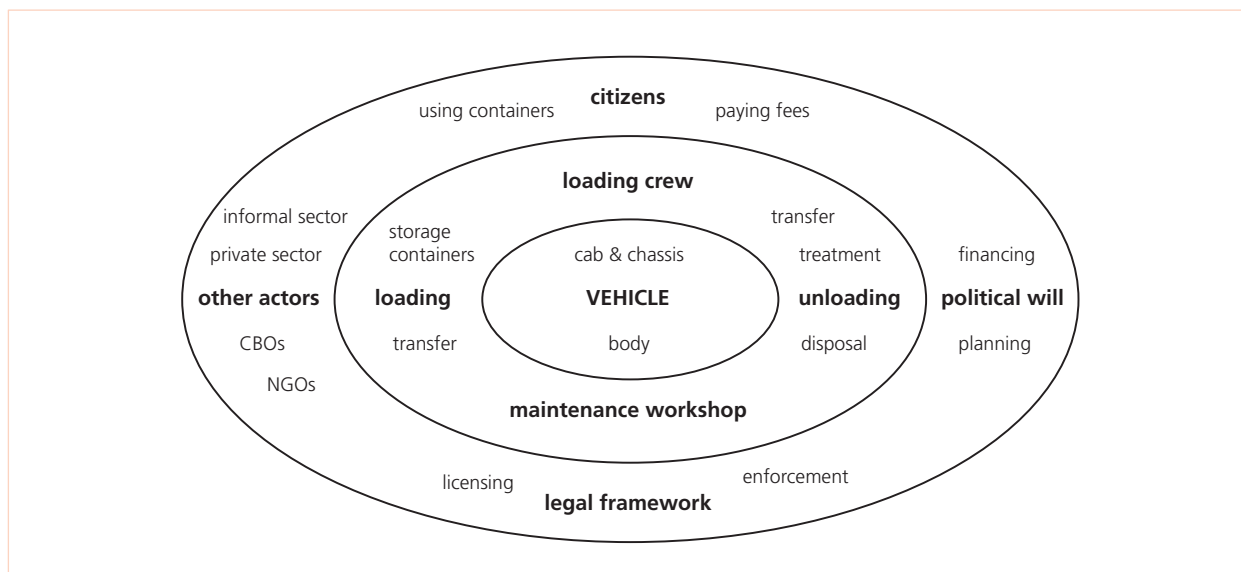 citizens
using containers
paying fees
loading crew
informal sector
storage
containers
transfer
private sector
cab & chassis
treatment
financing
other actors
loading
VEHICLE
unloading
political will
CBOs
transfer
body
disposal
planning
NGOs
maintenance workshop
licensing
enforcement
legal framework